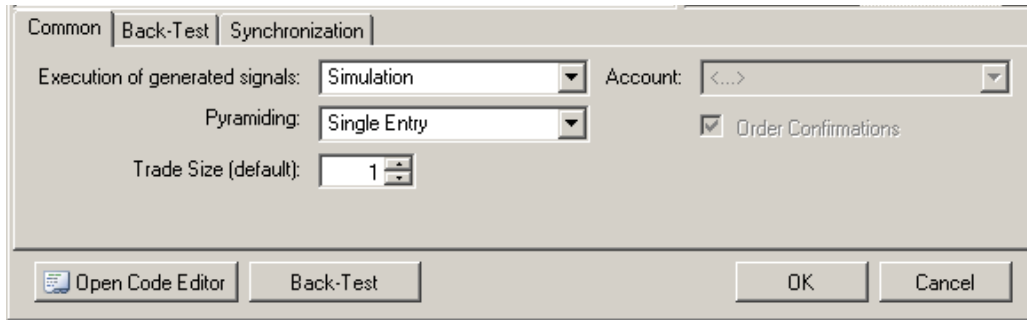 Common Back-Test Synchronization
Execution of generated signals: Simulation Account: <...>
Pyramiding: Single Entry Order Confirmations
Trade Size (default): 1
Open Code Editor Back-Test OK Cancel